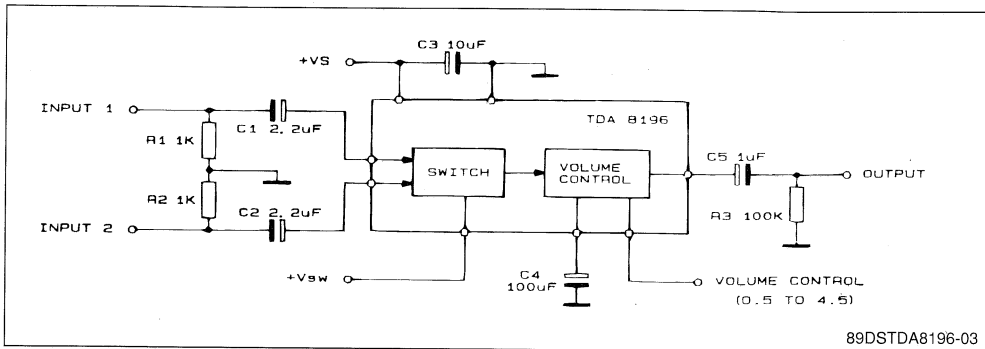 C3 10uF
+VS
INPUT 1
TDA 8196
C1 2.2uF
R1 1K
C5 1uF
SWITCH
VOLUME
CONTROL
OUTPUT
R2 1K
R3 100K
C2 2.2uF
INPUT 2
+Vsw
C4
100uF
VOLUME CONTROL
(0.5 TO 4.5)
89DSTDA8196-03